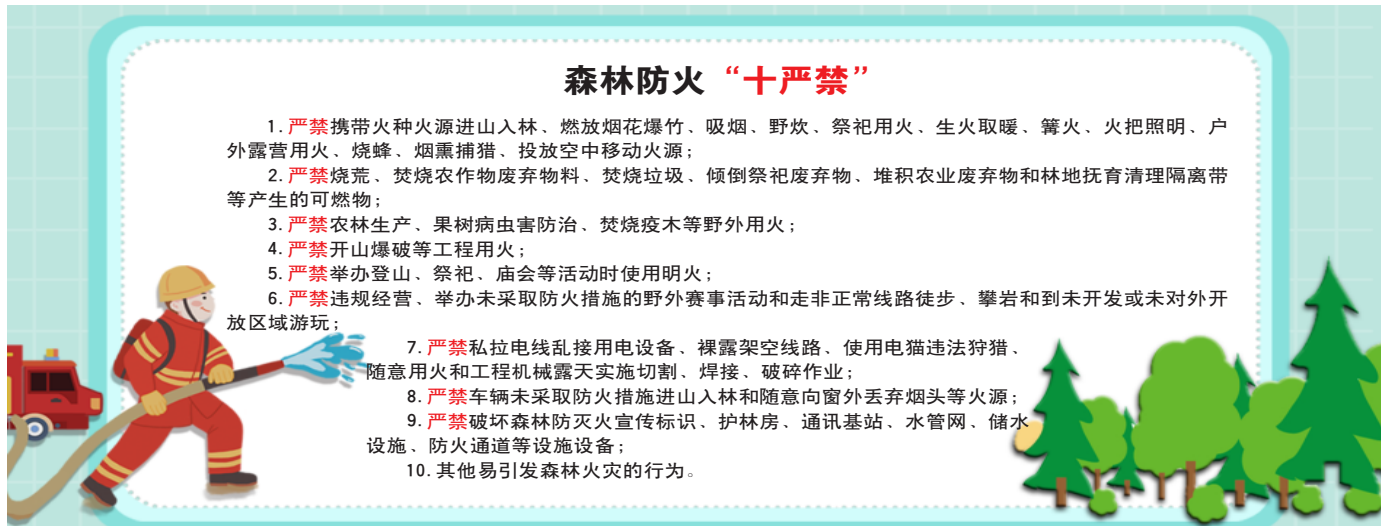 森林防火“十严禁”
1.严禁携带火种火源进山入林、燃放烟花爆竹、吸烟、野炊、祭祀用火、生火取暖、篝火、火把照明、户
外露营用火、烧蜂、烟熏捕猎、投放空中移动火源；
2.严禁烧荒、焚烧农作物废弃物料、焚烧垃圾、倾倒祭祀废弃物、堆积农业废弃物和林地抚育清理隔离带
等产生的可燃物；
3.严禁农林生产、果树病虫害防治、焚烧疫木等野外用火；
4.严禁开山爆破等工程用火；
5.严禁举办登山、祭祀、庙会等活动时使用明火；
6.严禁违规经营、举办未采取防火措施的野外赛事活动和走非正常线路徒步、攀岩和到未开发或未对外开
放区域游玩；
7.严禁私拉电线乱接用电设备、裸露架空线路、使用电猫违法狩猎、
随意用火和工程机械露天实施切割、焊接、破碎作业；
8.严禁车辆未采取防火措施进山入林和随意向窗外丢弃烟头等火源；
9.严禁破坏森林防灭火宣传标识、护林房、通讯基站、水管网、储水
设施、防火通道等设施设备；
10.其他易引发森林火灾的行为。